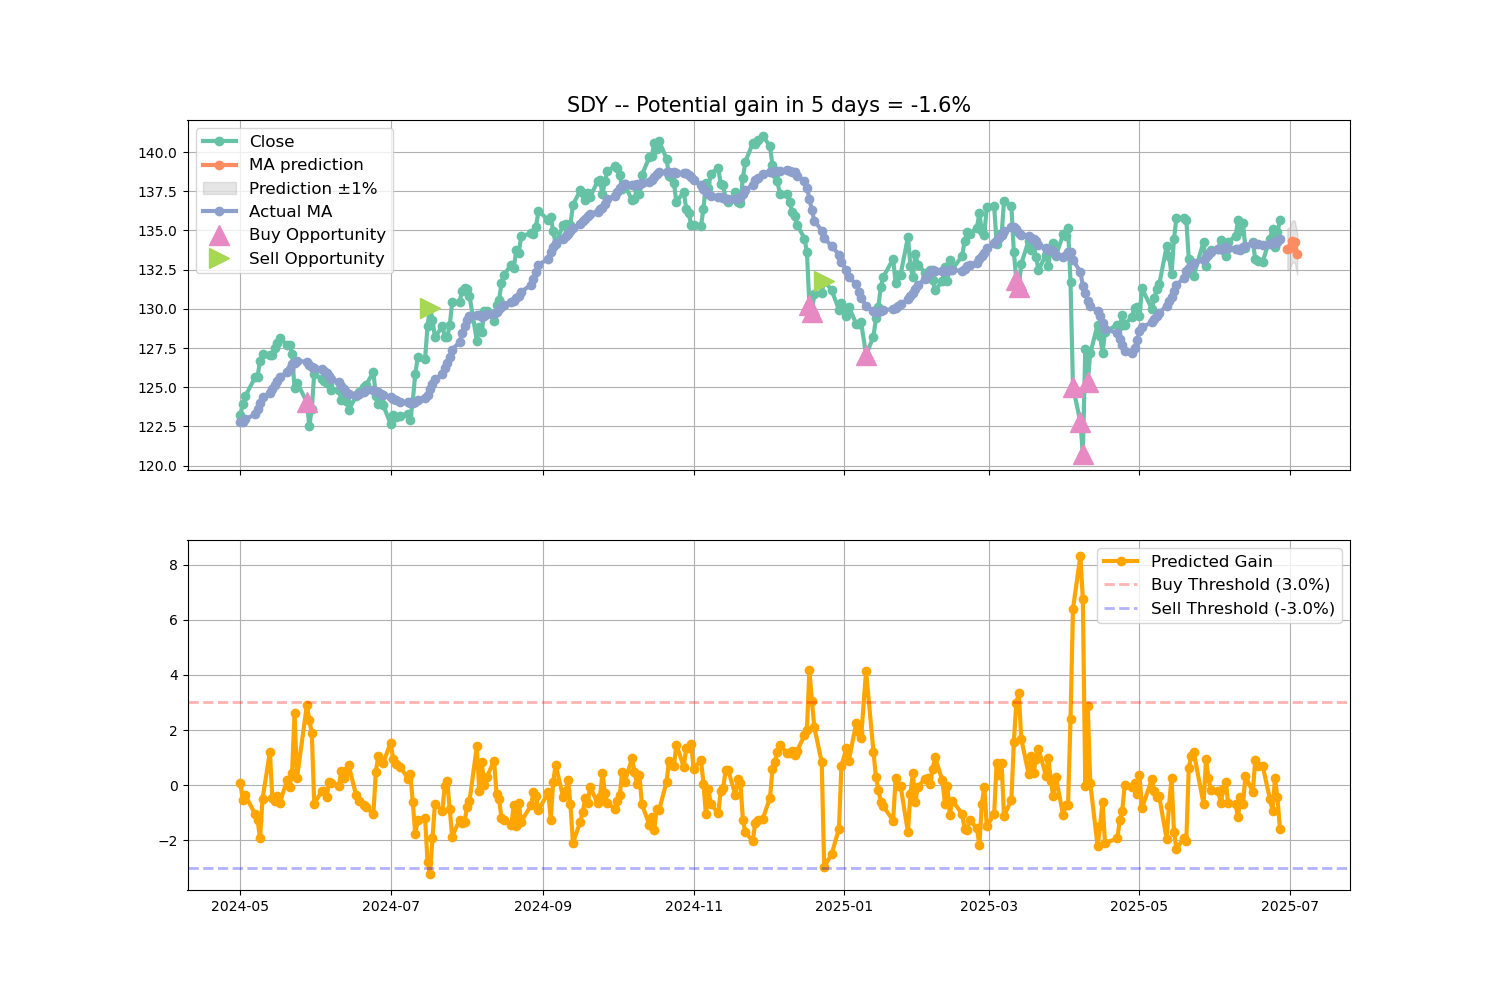 SDY -- Potential gain in 5 days = -1.6%
Close
MA prediction
Prediction ±1%
Actual MA
Buy Opportunity
Sell Opportunity
140.0
137.5
135.0
132.5
130.0
127.5
125.0
122.5
120.0
Predicted Gain
Buy Threshold (3.0%)
Sell Threshold (-3.0%)
8
6
4
2
0
−2
2024-05
2024-07
2024-09
2024-11
2025-01
2025-03
2025-05
2025-07